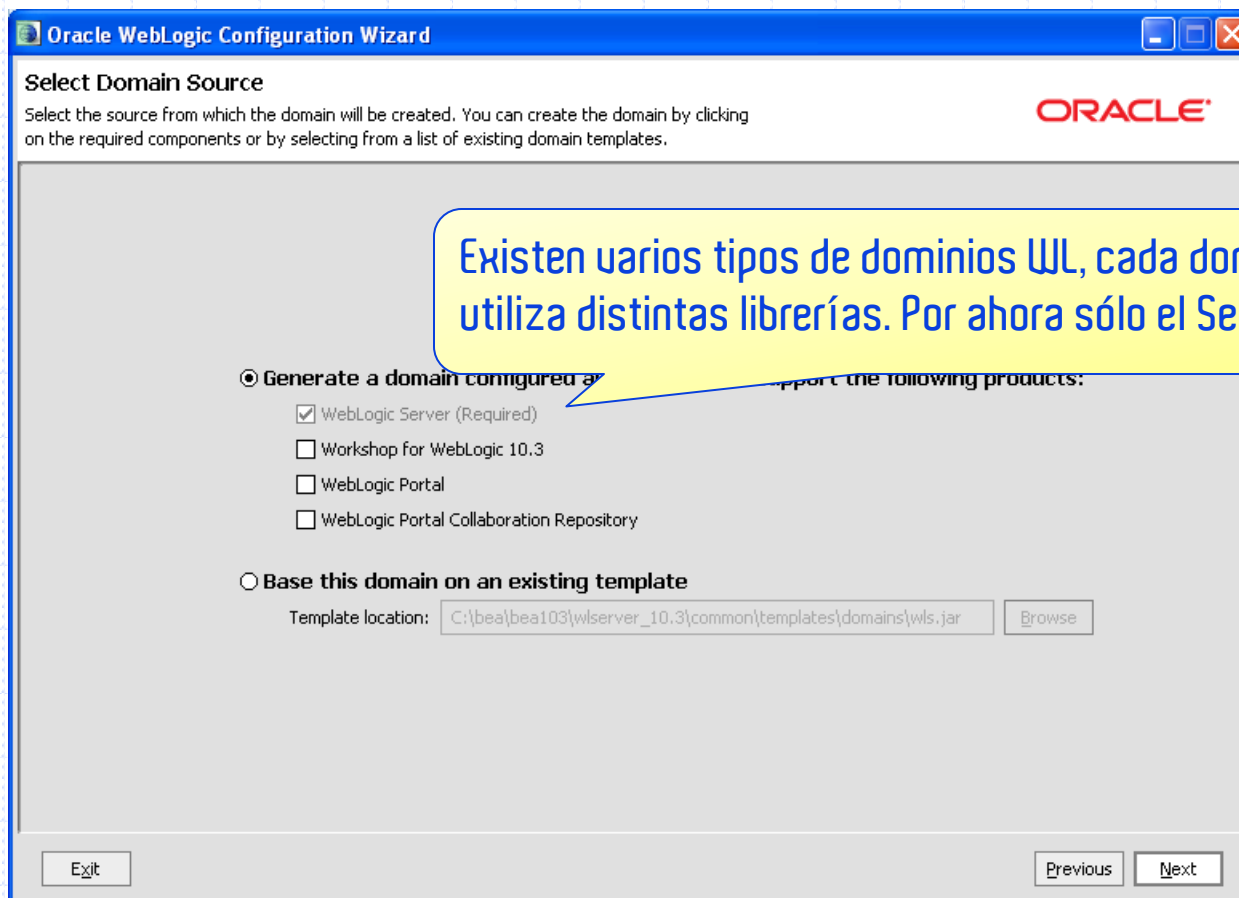 Oracle WebLogic Configuration Wizard
Select Domain Source
Select the source from which the domain will be created. You can create the domain by clicking
on the required components or by selecting from a list of existing domain templates.
ORACLE
Existen varios tipos de dominios WL, cada
utiliza distintas librerías. Por ahora sólo el
Generate a domain configured the following products:
WebLogic Server (Required)
Workshop for WebLogic 10.3
WebLogic Portal
WebLogic Portal Collaboration Repository
Base this domain on an existing template
Template location: C:\bea\bea103\wlserver_10.3\common\templates\domains\wls.jar Browse
Exit Previous Next